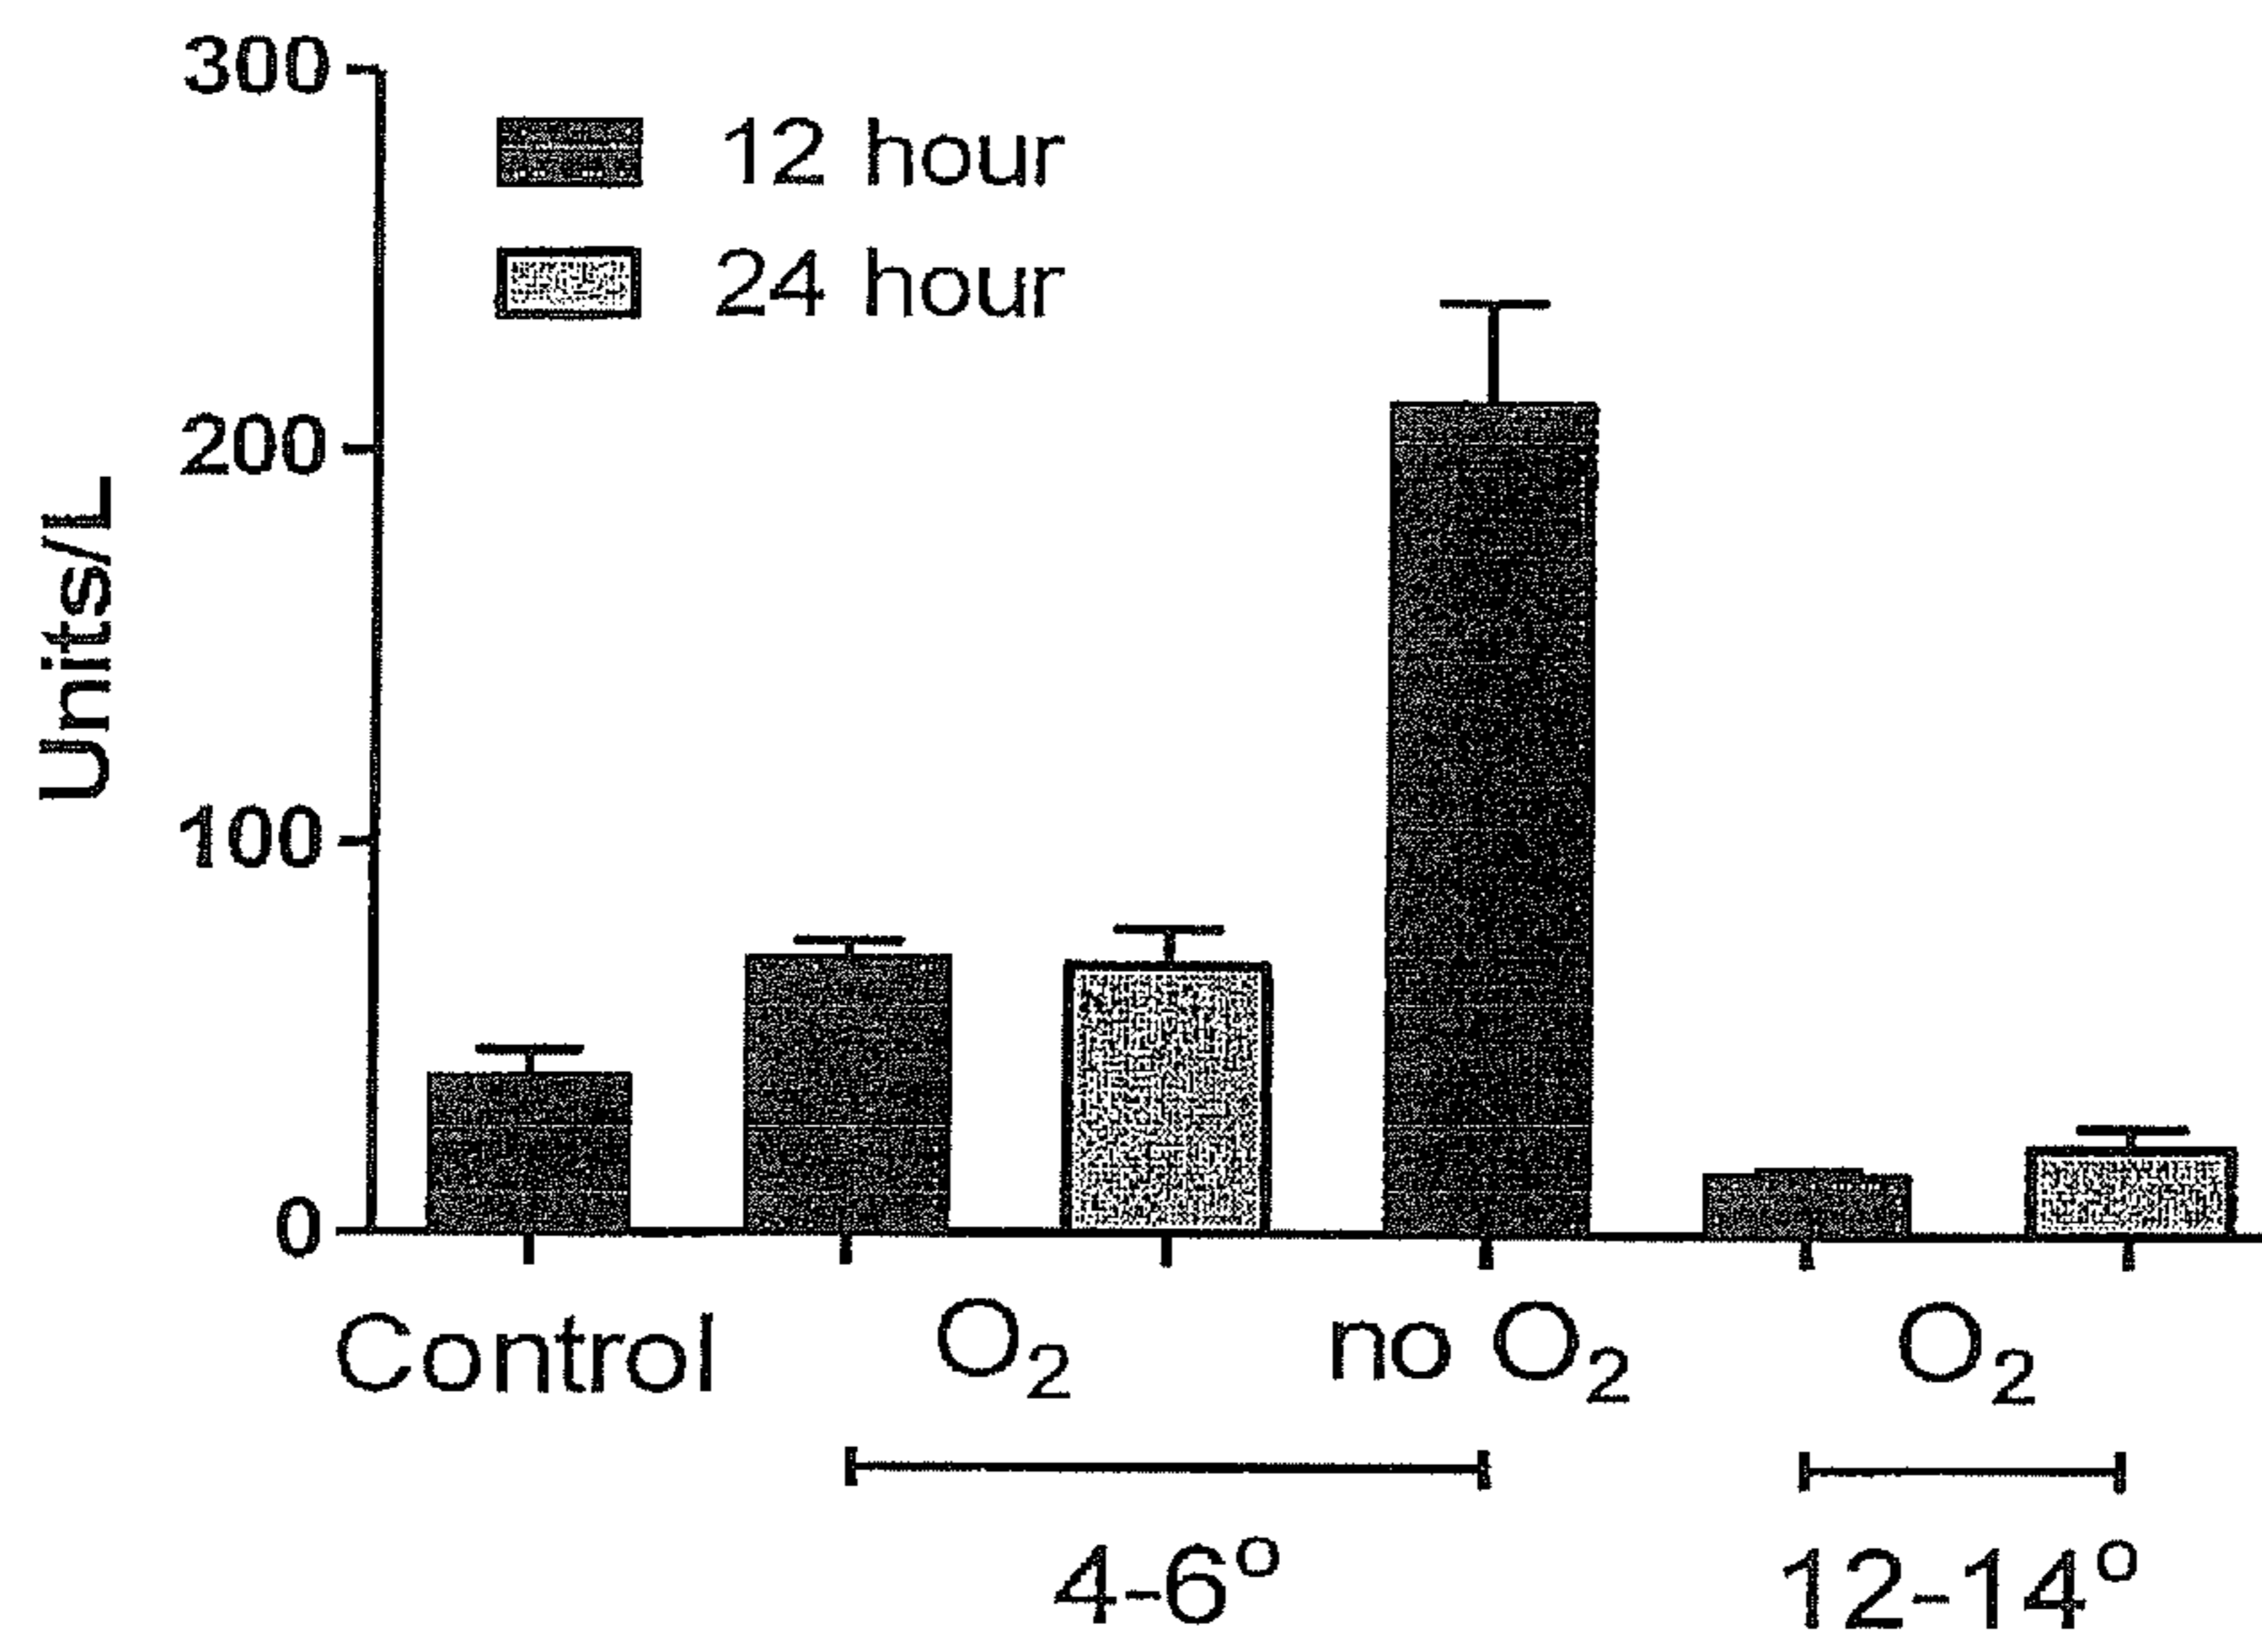 300
200
100
0
Units/L
12 hour
24 hour
Control O₂ no O₂ O₂
4-6° 12-14°